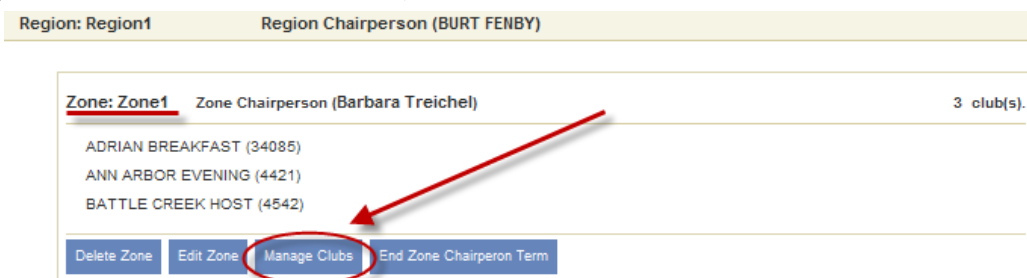 Region: Region1 Region Chairperson (BURT FENBY)
Zone: Zone1 Zone Chairperson (Barbara Treichel) 3 club(s).
ADRIAN BREAKFAST (34085)
ANN ARBOR EVENING (4421)
BATTLE CREEK HOST (4542)
Delete Zone Edit Zone Manage Clubs End Zone Chairperon Term